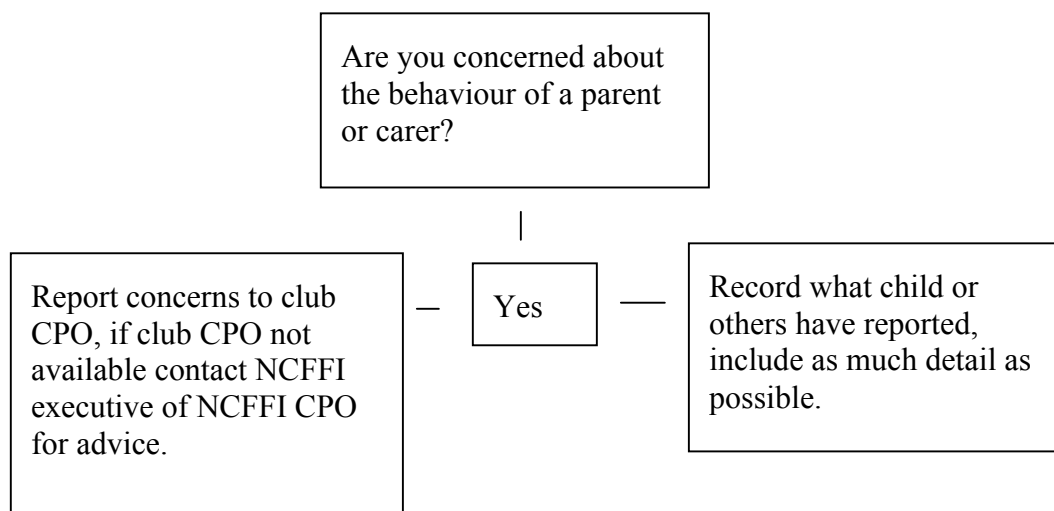 Are you concerned about
the behaviour of a parent
or carer?
Report concerns to club
CPO, if club CPO not
available contact NCFFI
executive of NCFFI CPO
for advice.
Yes
Record what child or
others have reported,
include as much detail as
possible.